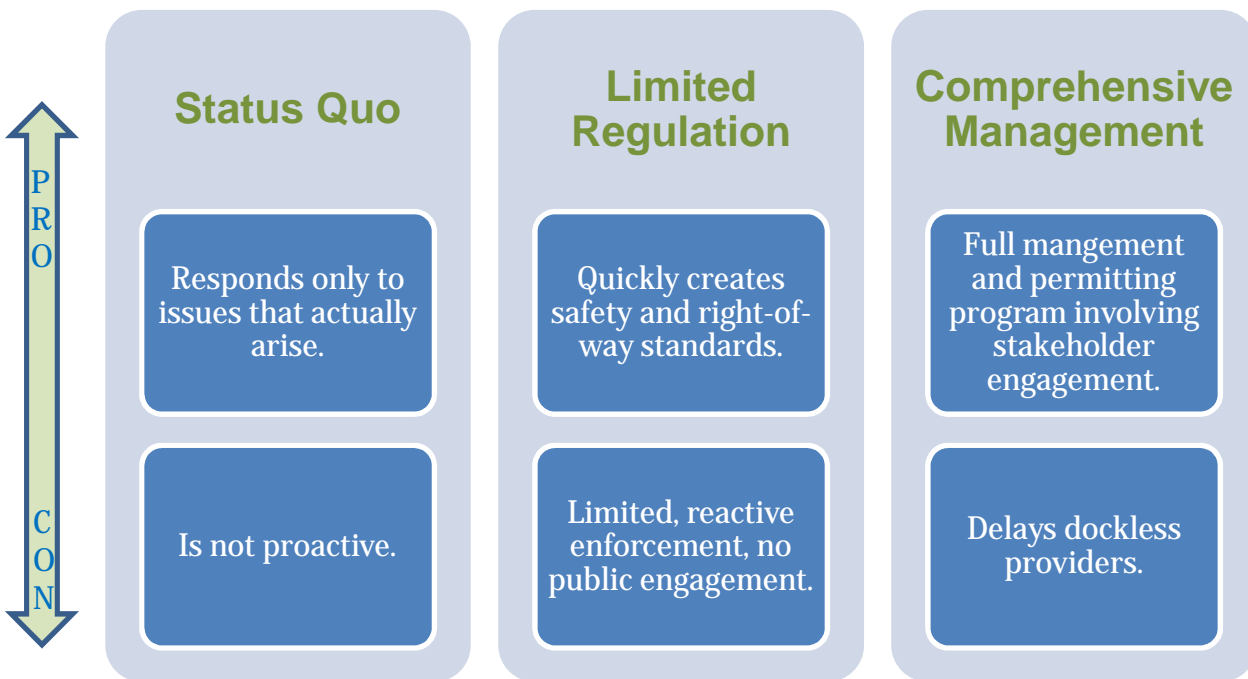 PRO
CON
Status Quo
Responds only to
issues that actually
arise.
Is not proactive.
Limited
Regulation
Quickly creates
safety and right-of-
way standards.
Limited, reactive
enforcement, no
public engagement.
Comprehensive
Management
Full mangement
and permitting
program involving
stakeholder
engagement.
Delays dockless
providers.